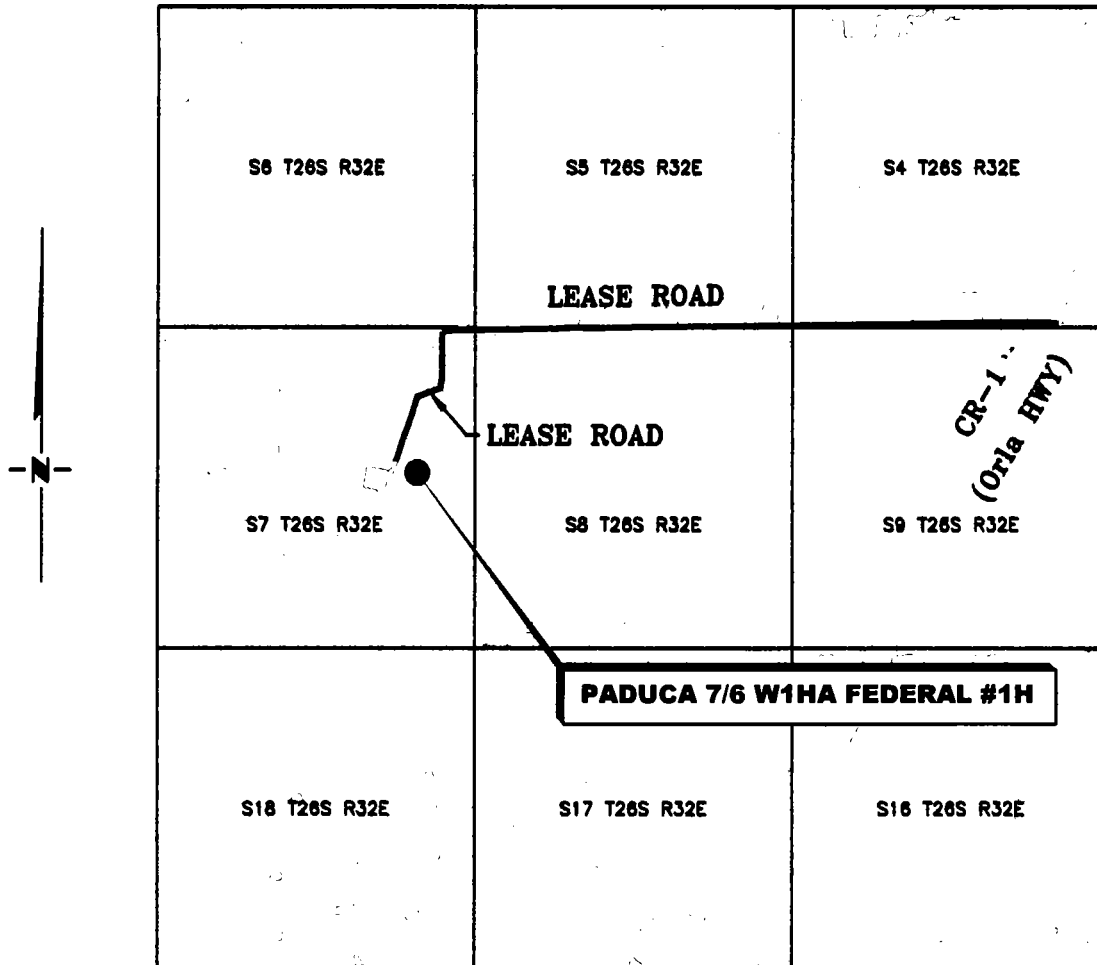 S6 T26S R32E
S5 T26S R32E
S4 T26S R32E
LEASE ROAD
CR-1
(Orla HWY)
LEASE ROAD
N
S7 T26S R32E
S8 T26S R32E
S9 T26S R32E
PADUCA 7/6 W1HA FEDERAL #1H
S18 T26S R32E
S17 T26S R32E
S16 T26S R32E